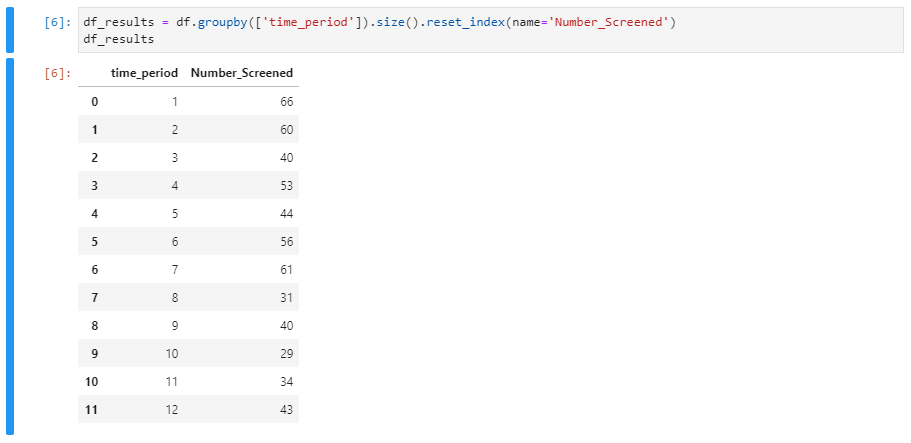 [6]: df_results = df.groupby(['time_period']).size().reset_index(name='Number_Screened')
df_results
[6]: time_period Number_Screened
0 1 66
1 2 60
2 3 40
3 4 53
4 5 44
5 6 56
6 7 61
7 8 31
8 9 40
9 10 29
10 11 34
11 12 43